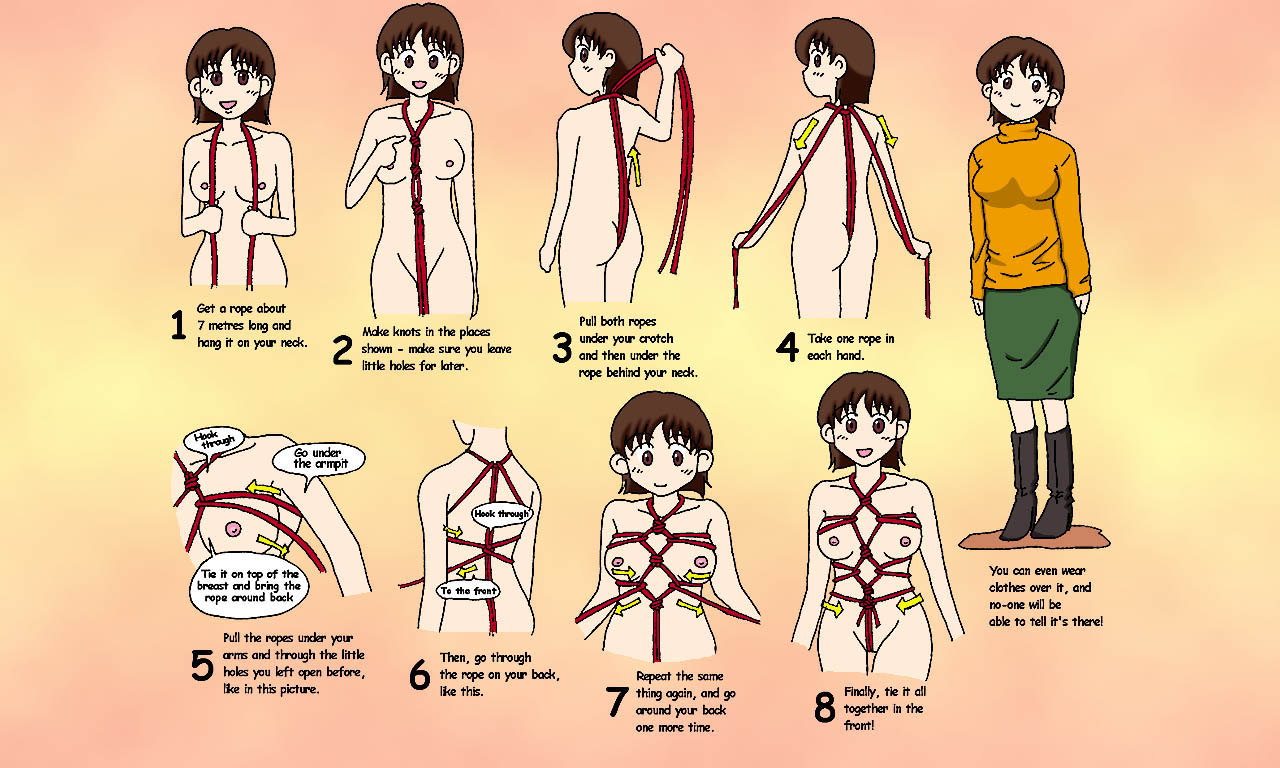 1
Get a rope about
7 metres long and
hang it on your neck.
2
Make knots in the places
shown - make sure you leave
little holes for later.
3
Pull both ropes
under your crotch
and then under the
rope behind your neck.
4
Take one rope in
each hand.
Hook
through
Go under
the armpit
Tie it on top of the
breast and bring the
rope around back
5
Pull the ropes under your
arms and through the little
holes you left open before,
like in this picture.
Hook through
To the front
6
Then, go through
the rope on your back,
like this.
7
Repeat the same
thing again, and go
around your back
one more time.
8
Finally, tie it all
together in the
front!
You can even wear
clothes over it, and
no-one will be
able to tell it's there!